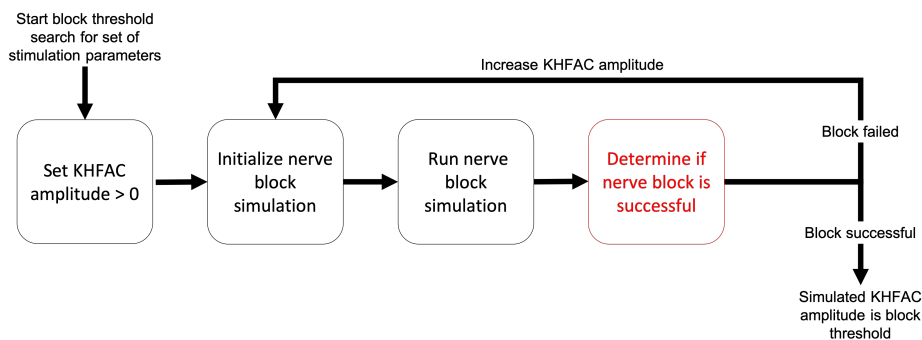 Start block threshold
search for set of
stimulation parameters
Increase KHFAC amplitude
Set KHFAC
amplitude > 0
Initialize nerve
block
simulation
Run nerve
block
simulation
Determine if
nerve block is
successful
Block failed
Block successful
Simulated KHFAC
amplitude is block
threshold